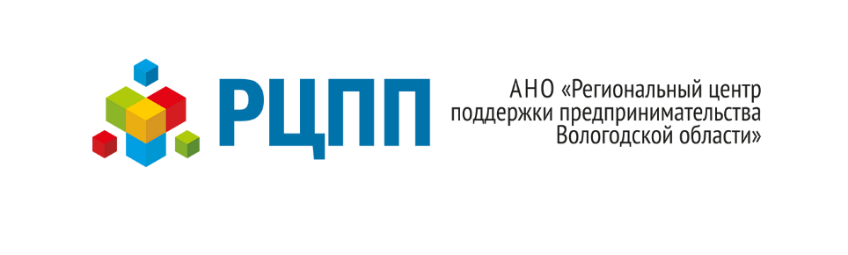 РЦПП
АНО «Региональный центр
поддержки предпринимательства
Вологодской области»